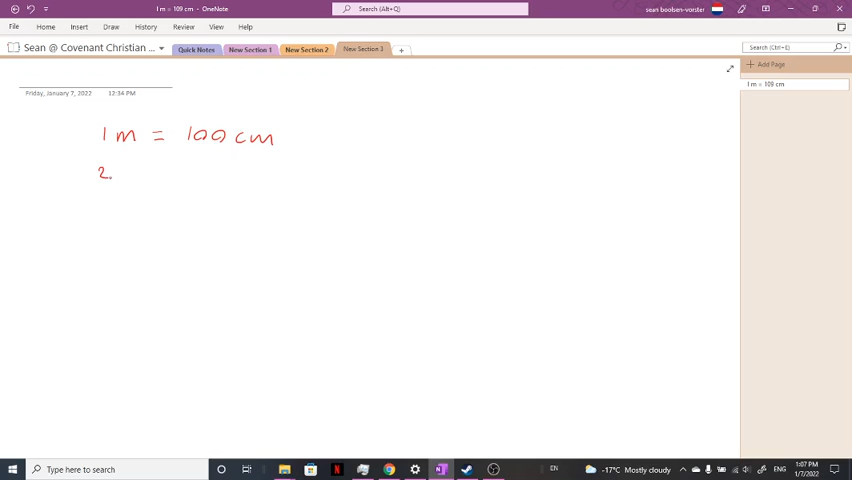 1 m = 109 cm - OneNote
Search (Alt+Q)
sean booisen-vorster
File Home Insert Draw History Review View Help
Sean @ Covenant Christian ... Quick Notes New Section 1 New Section 2 New Section 3 +
Search (Ctrl+E)
Add Page
1 m = 109 cm
Friday, January 7, 2022 12:34 PM
1 m = 100 cm
2.
Type here to search
EN
-17°C Mostly cloudy
ENG
1:07 PM
1/7/2022